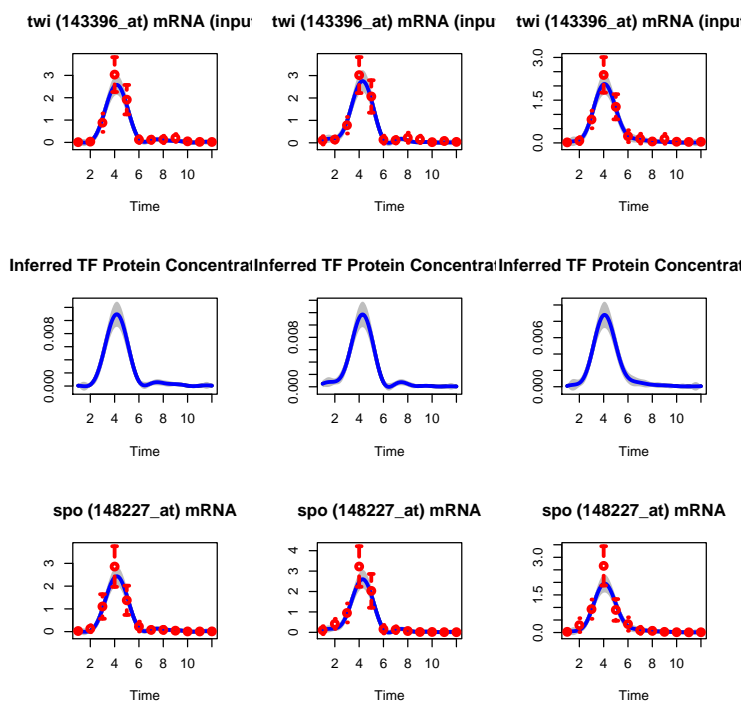 twi (143396_at) mRNA (inpu twi (143396_at) mRNA (inpu twi (143396_at) mRNA (input
0 1 2 3
2 4 6 8 10
Time
0 1 2 3
2 4 6 8 10
Time
0.0 1.5 3.0
2 4 6 8 10
Time
Inferred TF Protein Concentrat Inferred TF Protein Concentrat Inferred TF Protein Concentrat
0.000 0.008
2 4 6 8 10
Time
0.000 0.008
2 4 6 8 10
Time
0.000 0.006
2 4 6 8 10
Time
spo (148227_at) mRNA spo (148227_at) mRNA spo (148227_at) mRNA
0 1 2 3
2 4 6 8 10
Time
0 1 2 3 4
2 4 6 8 10
Time
0.0 1.5 3.0
2 4 6 8 10
Time